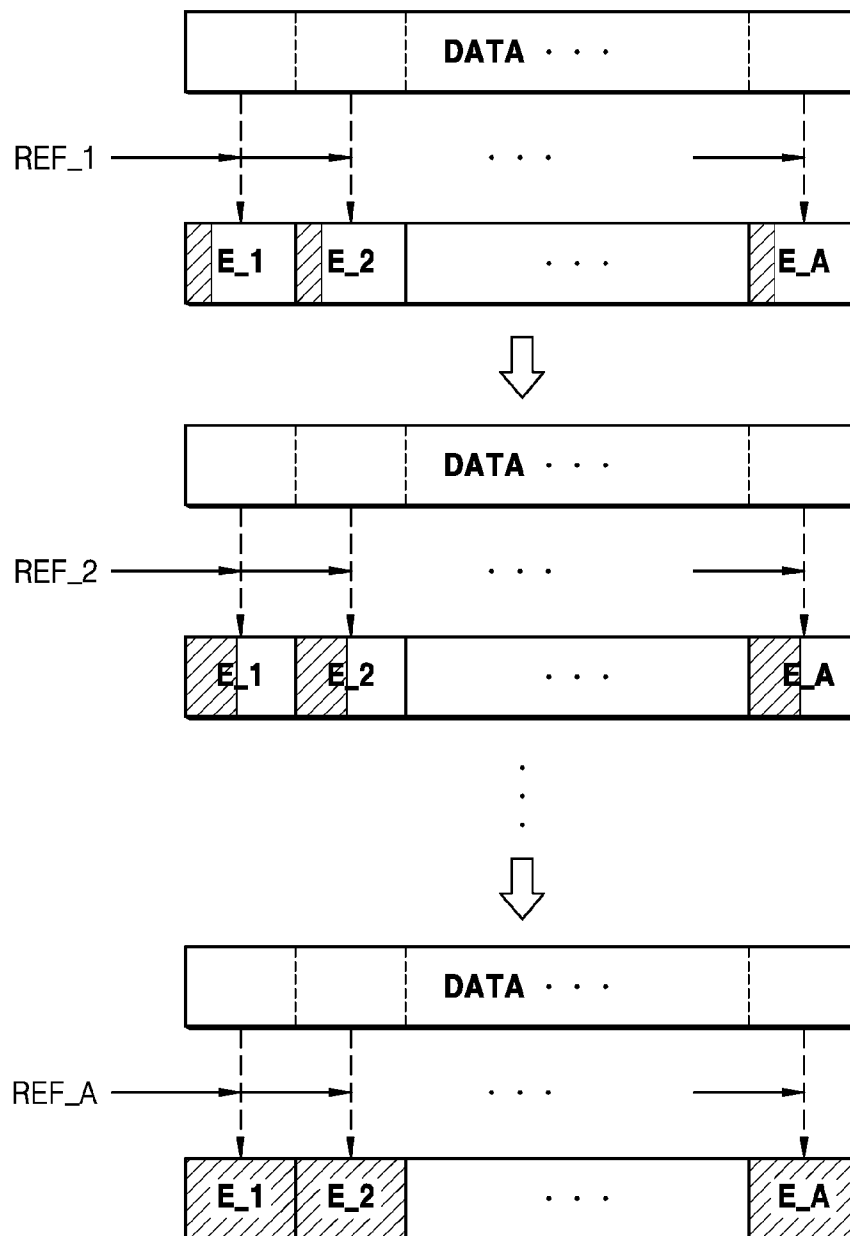 DATA · · ·
REF_1 · · ·
E_1 E_2 · · · E_A
DATA · · ·
REF_2 · · ·
E_1 E_2 · · · E_A
DATA · · ·
REF_A · · ·
E_1 E_2 · · · E_A